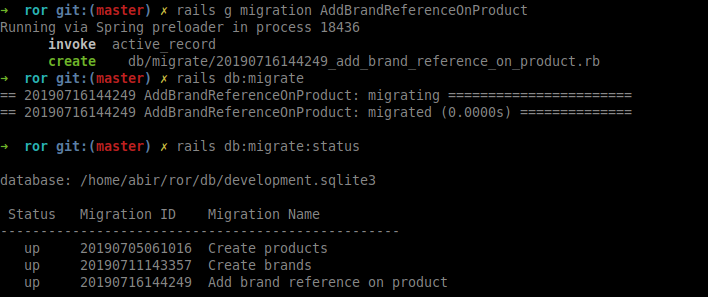 ➜  ror git:(master) ✗ rails g migration AddBrandReferenceOnProduct
Running via Spring preloader in process 18436
      invoke  active_record
      create    db/migrate/20190716144249_add_brand_reference_on_product.rb
➜  ror git:(master) ✗ rails db:migrate
== 20190716144249 AddBrandReferenceOnProduct: migrating =======================
== 20190716144249 AddBrandReferenceOnProduct: migrated (0.0000s) ==============
➜  ror git:(master) ✗ rails db:migrate:status
database: /home/abir/ror/db/development.sqlite3
 Status   Migration ID    Migration Name
--------------------------------------------------
   up     20190705061016  Create products
   up     20190711143357  Create brands
   up     20190716144249  Add brand reference on product